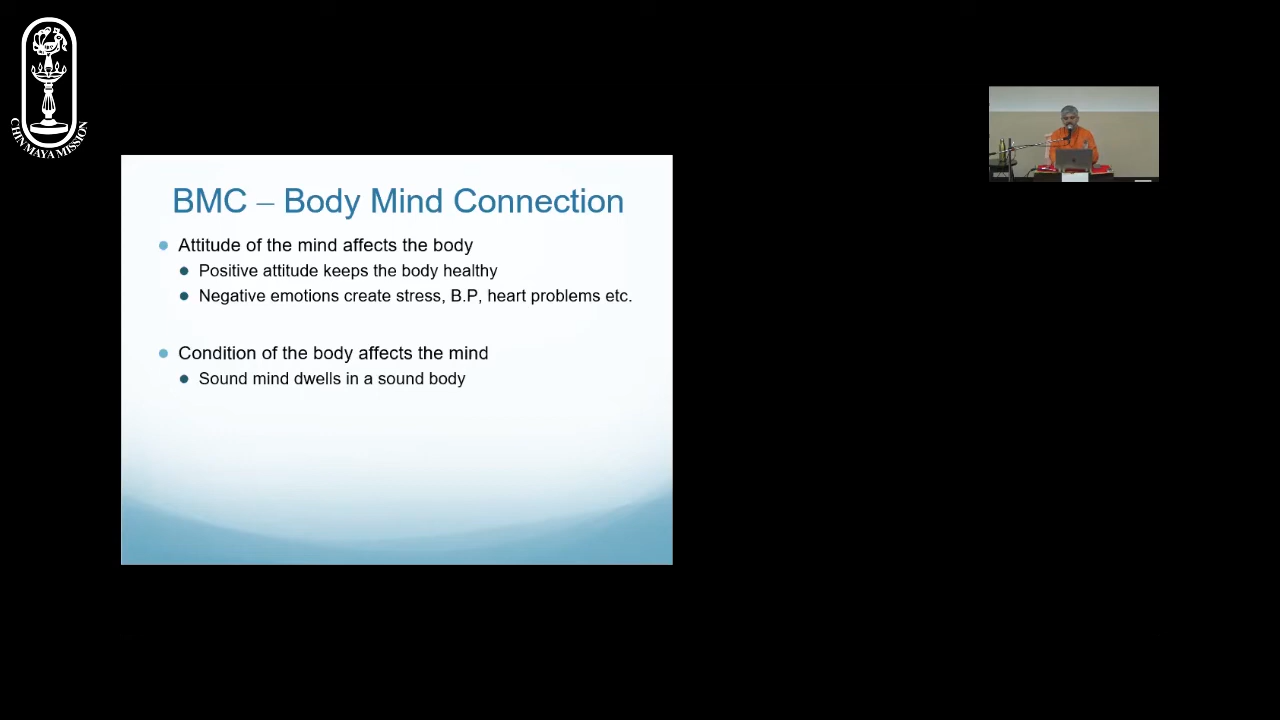 CHINMAYA MISSION
BMC – Body Mind Connection
Attitude of the mind affects the body
Positive attitude keeps the body healthy
Negative emotions create stress, B.P, heart problems etc.
Condition of the body affects the mind
Sound mind dwells in a sound body